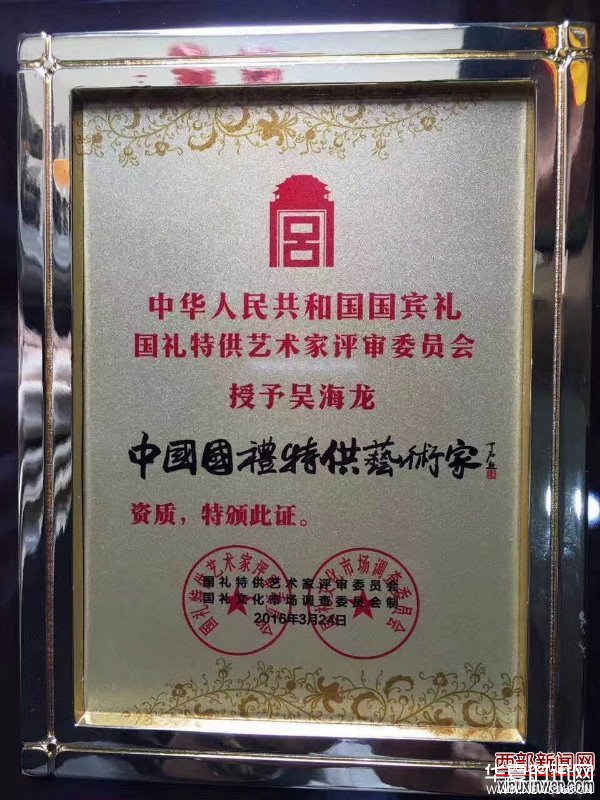 中华人民共和国国宾礼
国礼特供艺术家评审委员会
授予吴海龙
中國國禮特供藝術家
资质，特颁此证。
国礼特供艺术家评审委员会
国礼文化市场调查委员会制
2016年3月24日
西部新闻网
xbxxinwen.com